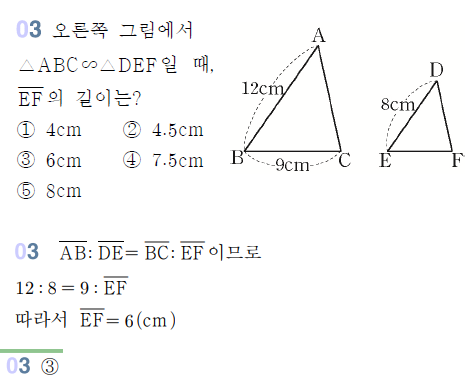 03 오른쪽 그림에서
△ABC∽△DEF일 때,
EF의 길이는?
① 4cm ② 4.5cm
③ 6cm ④ 7.5cm
⑤ 8cm
A
12cm
B
9cm
C
D
8cm
E
F
03 AB:DE=BC:EF이므로
12:8=9:EF
따라서 EF=6(cm)
03 ③